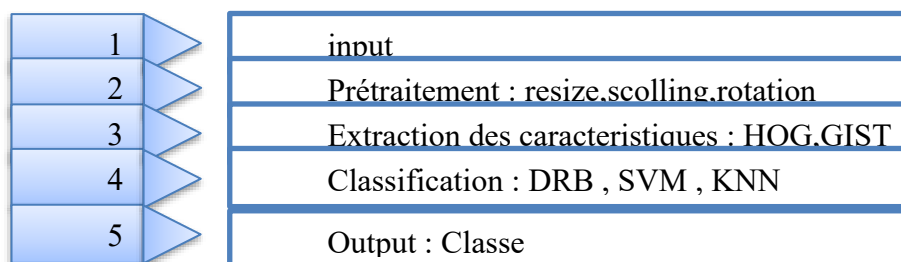 1 input
2 Prétraitement : resize,scolling,rotation
3 Extraction des caracteristiques : HOG,GIST
4 Classification : DRB , SVM , KNN
5 Output : Classe